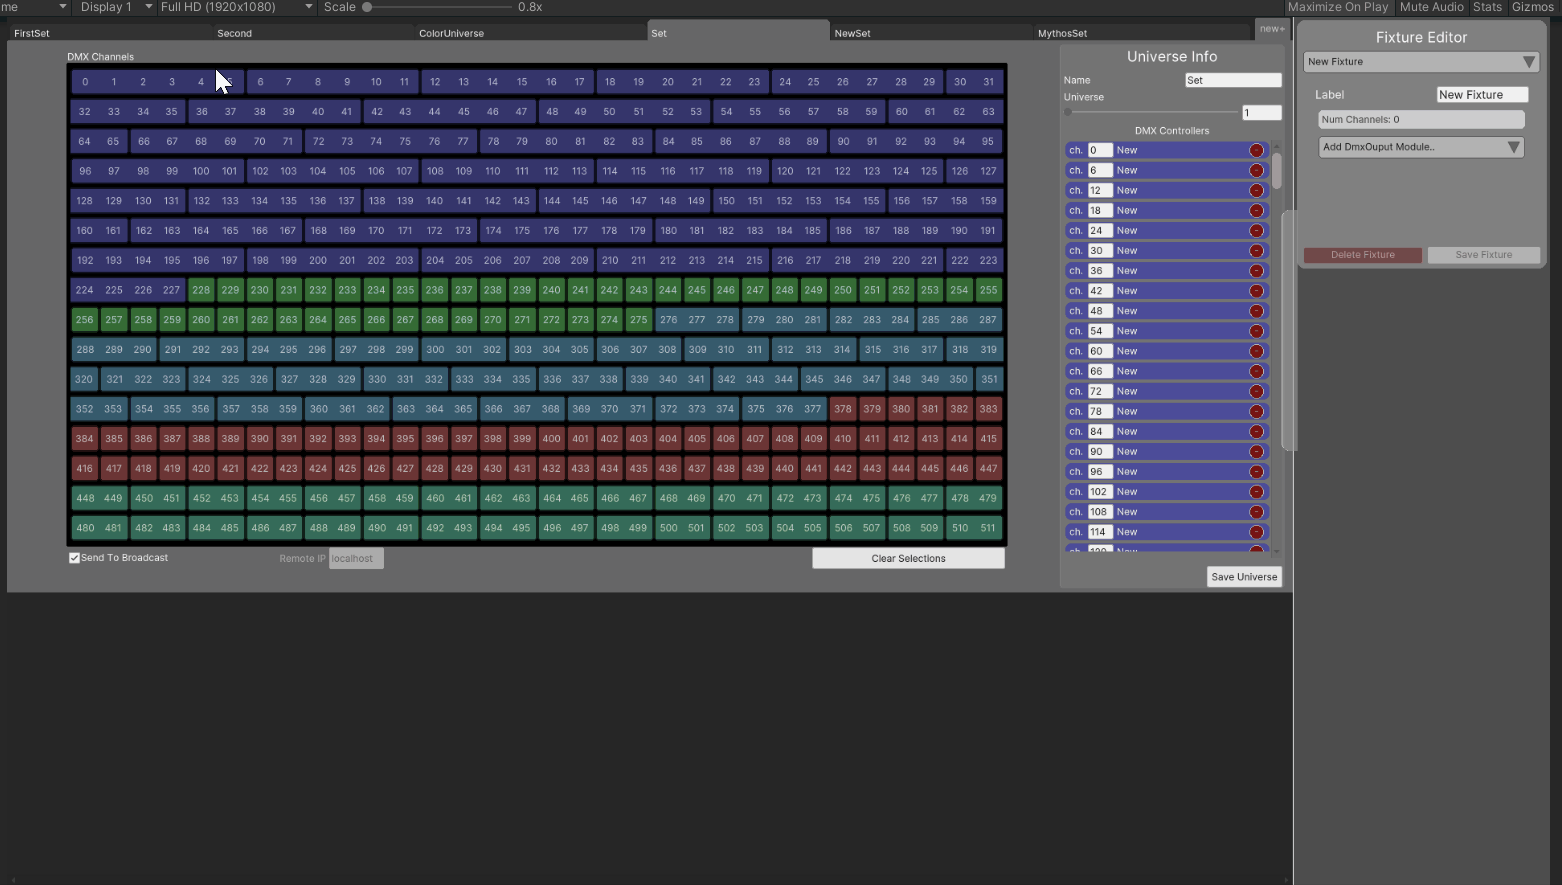 me Display 1 Full HD (1920x1080) Scale 0.8x Maximize On Play Mute Audio Stats Gizmos
FirstSet Second ColorUniverse Set NewSet MythosSet new+
DMX Channels
0 1 2 3 4 6 7 8 9 10 11 12 13 14 15 16 17 18 19 20 21 22 23 24 25 26 27 28 29 30 31
32 33 34 35 36 37 38 39 40 41 42 43 44 45 46 47 48 49 50 51 52 53 54 55 56 57 58 59 60 61 62 63
64 65 66 67 68 69 70 71 72 73 74 75 76 77 78 79 80 81 82 83 84 85 86 87 88 89 90 91 92 93 94 95
96 97 98 99 100 101 102 103 104 105 106 107 108 109 110 111 112 113 114 115 116 117 118 119 120 121 122 123 124 125 126 127
128 129 130 131 132 133 134 135 136 137 138 139 140 141 142 143 144 145 146 147 148 149 150 151 152 153 154 155 156 157 158 159
160 161 162 163 164 165 166 167 168 169 170 171 172 173 174 175 176 177 178 179 180 181 182 183 184 185 186 187 188 189 190 191
192 193 194 195 196 197 198 199 200 201 202 203 204 205 206 207 208 209 210 211 212 213 214 215 216 217 218 219 220 221 222 223
224 225 226 227 228 229 230 231 232 233 234 235 236 237 238 239 240 241 242 243 244 245 246 247 248 249 250 251 252 253 254 255
256 257 258 259 260 261 262 263 264 265 266 267 268 269 270 271 272 273 274 275 276 277 278 279 280 281 282 283 284 285 286 287
288 289 290 291 292 293 294 295 296 297 298 299 300 301 302 303 304 305 306 307 308 309 310 311 312 313 314 315 316 317 318 319
320 321 322 323 324 325 326 327 328 329 330 331 332 333 334 335 336 337 338 339 340 341 342 343 344 345 346 347 348 349 350 351
352 353 354 355 356 357 358 359 360 361 362 363 364 365 366 367 368 369 370 371 372 373 374 375 376 377 378 379 380 381 382 383
384 385 386 387 388 389 390 391 392 393 394 395 396 397 398 399 400 401 402 403 404 405 406 407 408 409 410 411 412 413 414 415
416 417 418 419 420 421 422 423 424 425 426 427 428 429 430 431 432 433 434 435 436 437 438 439 440 441 442 443 444 445 446 447
448 449 450 451 452 453 454 455 456 457 458 459 460 461 462 463 464 465 466 467 468 469 470 471 472 473 474 475 476 477 478 479
480 481 482 483 484 485 486 487 488 489 490 491 492 493 494 495 496 497 498 499 500 501 502 503 504 505 506 507 508 509 510 511
Send To Broadcast Remote IP localhost Clear Selections
Universe Info
Name Set
Universe
1
DMX Controllers
ch. 0 New -
ch. 6 New -
ch. 12 New -
ch. 18 New -
ch. 24 New -
ch. 30 New -
ch. 36 New -
ch. 42 New -
ch. 48 New -
ch. 54 New -
ch. 60 New -
ch. 66 New -
ch. 72 New -
ch. 78 New -
ch. 84 New -
ch. 90 New -
ch. 96 New -
ch. 102 New -
ch. 108 New -
ch. 114 New -
Save Universe
Fixture Editor
New Fixture
Label New Fixture
Num Channels: 0
Add DmxOuput Module..
Delete Fixture Save Fixture